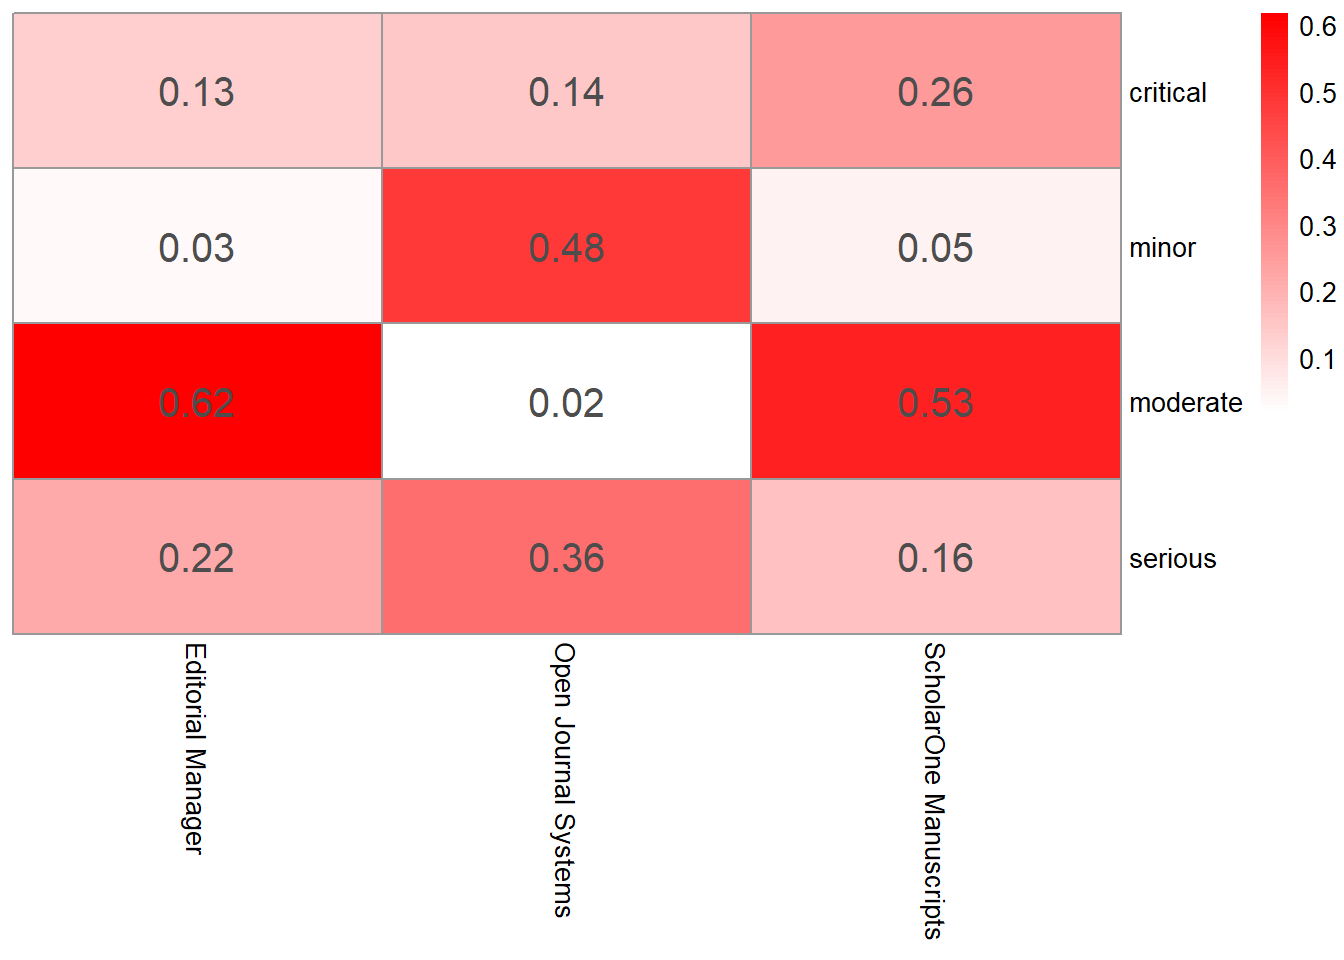 0.13 0.14 0.26 critical
0.03 0.48 0.05 minor
0.62 0.02 0.53 moderate
0.22 0.36 0.16 serious
Editorial Manager
Open Journal Systems
ScholarOne Manuscripts
0.6
0.5
0.4
0.3
0.2
0.1